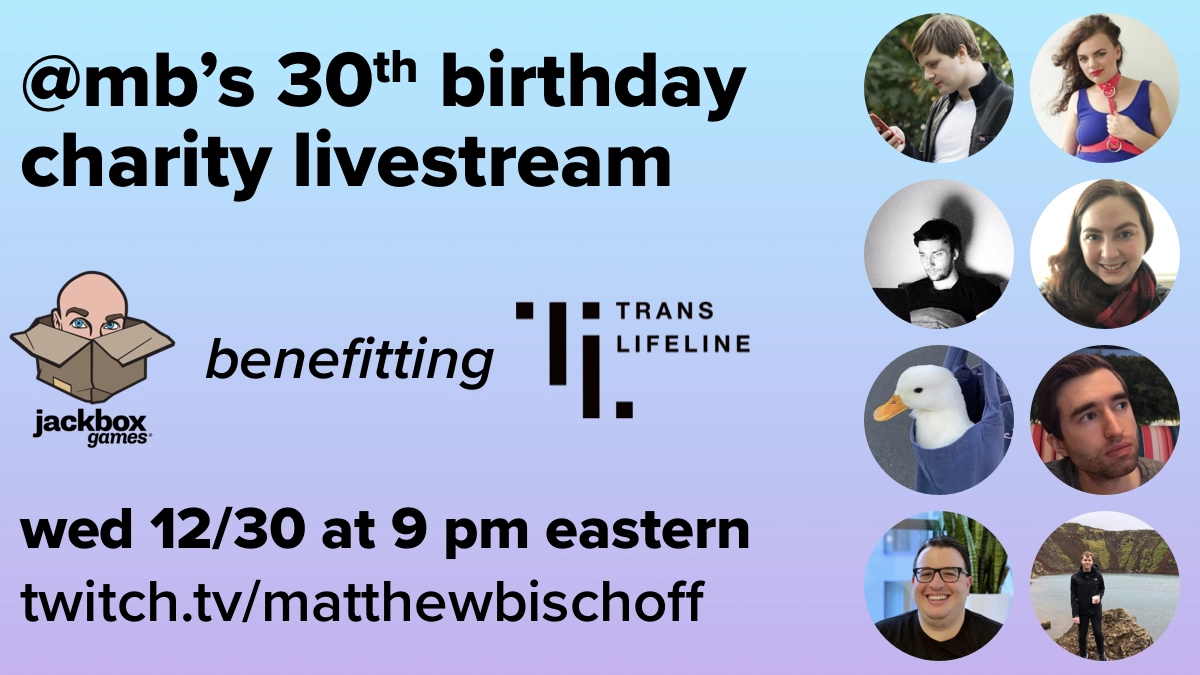 @mb’s 30th birthday
charity livestream
jackbox
games®
benefitting
TRANS
LIFELINE
wed 12/30 at 9 pm eastern
twitch.tv/matthewbischoff